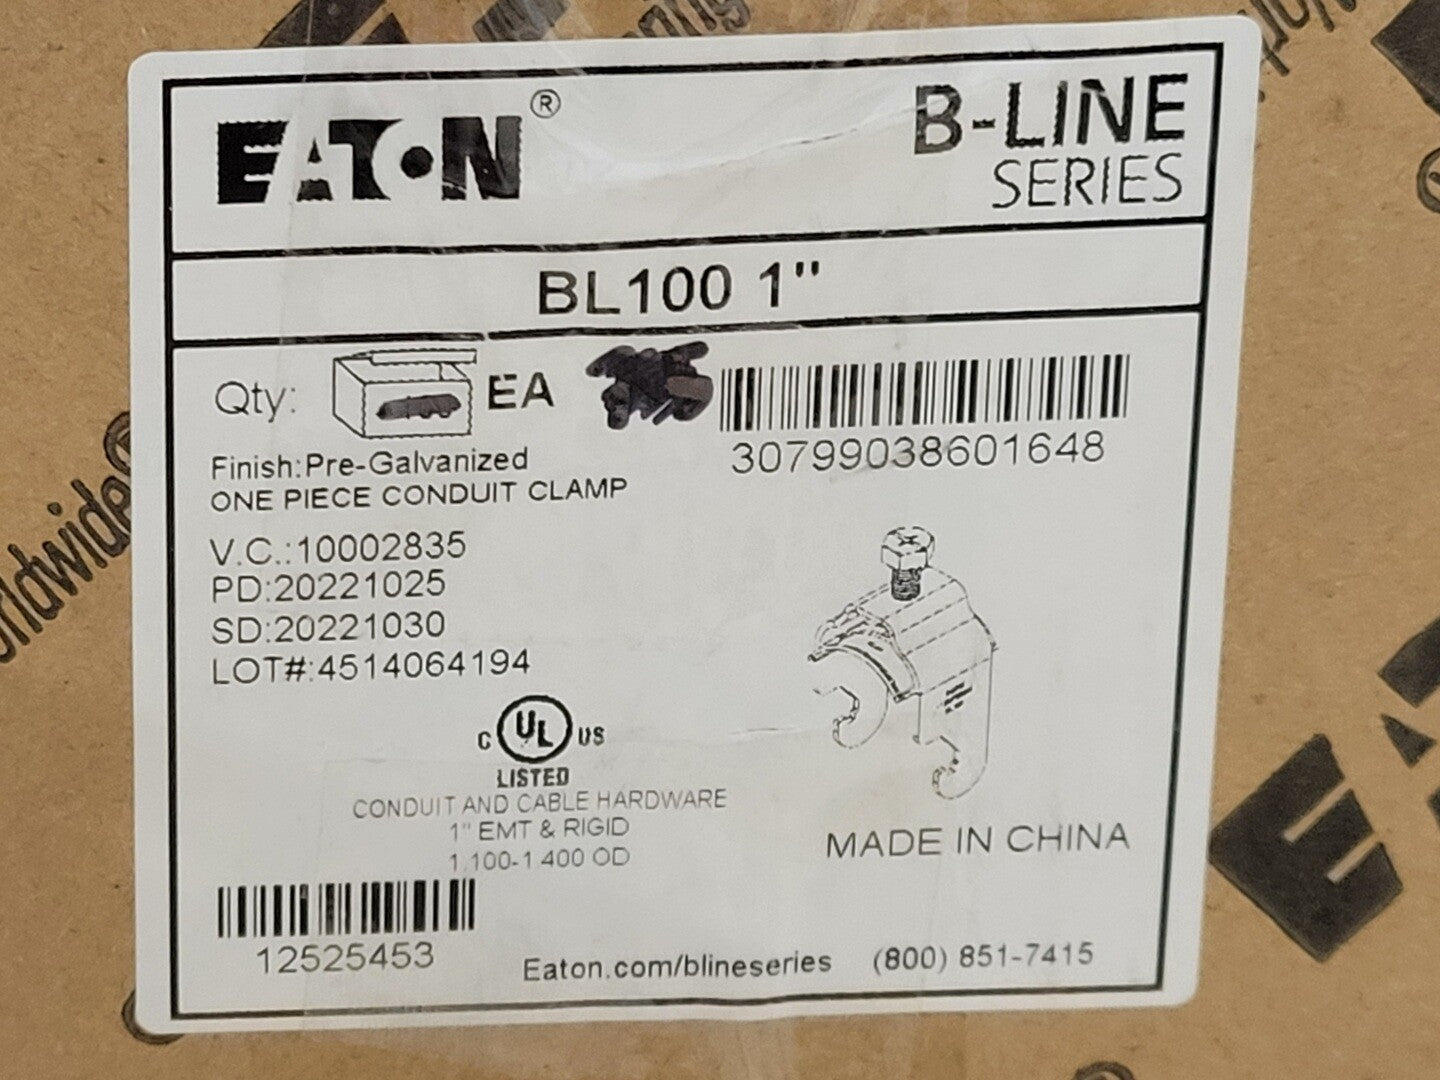 EATON®
B-LINE
SERIES
BL100 1"
Qty: EA
30799038601648
Finish:Pre-Galvanized
ONE PIECE CONDUIT CLAMP
V.C.:10002835
PD:20221025
SD:20221030
LOT#:4514064194
C UL US
LISTED
CONDUIT AND CABLE HARDWARE
1" EMT & RIGID
1.100-1.400 OD
MADE IN CHINA
12525453
Eaton.com/blineseries (800) 851-7415